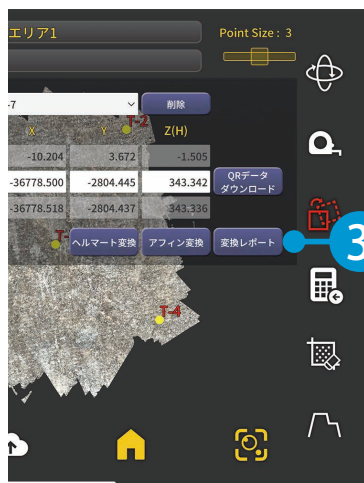 エリア1
Point Size : 3
-7
削除
X Y Z(H)
T-2
-10.204 3.672 -1.505
-36778.500 -2804.445 343.342
QRデータ
ダウンロード
-36778.518 -2804.437 343.336
T-
ヘルマート変換 アフィン変換 変換レポート
3
T-4